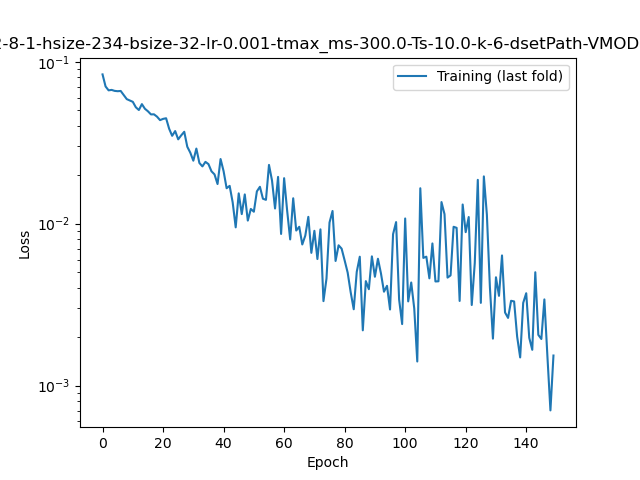 -8-1-hsize-234-bsize-32-lr-0.001-tmax_ms-300.0-Ts-10.0-k-6-dsetPath-VMOD
Training (last fold)
Loss
10⁻¹
10⁻²
10⁻³
0 20 40 60 80 100 120 140
Epoch